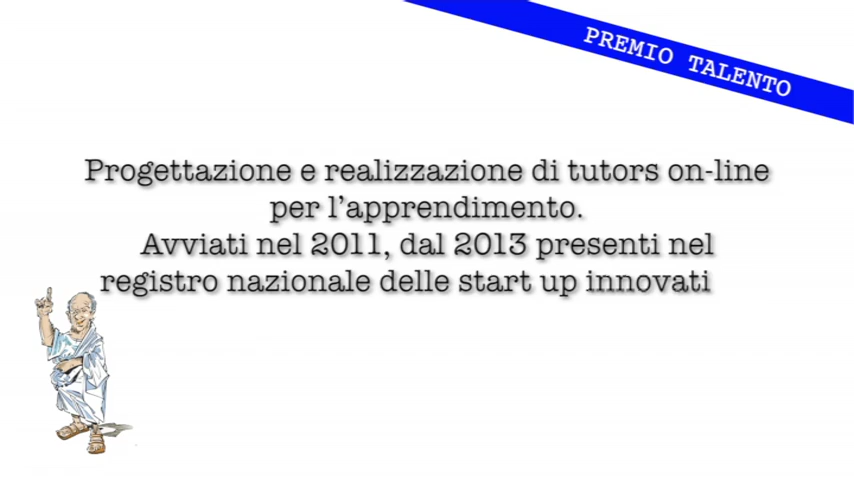 PREMIO TALENTO
Progettazione e realizzazione di tutors on-line
per l'apprendimento.
Avviati nel 2011, dal 2013 presenti nel
registro nazionale delle start up innovati